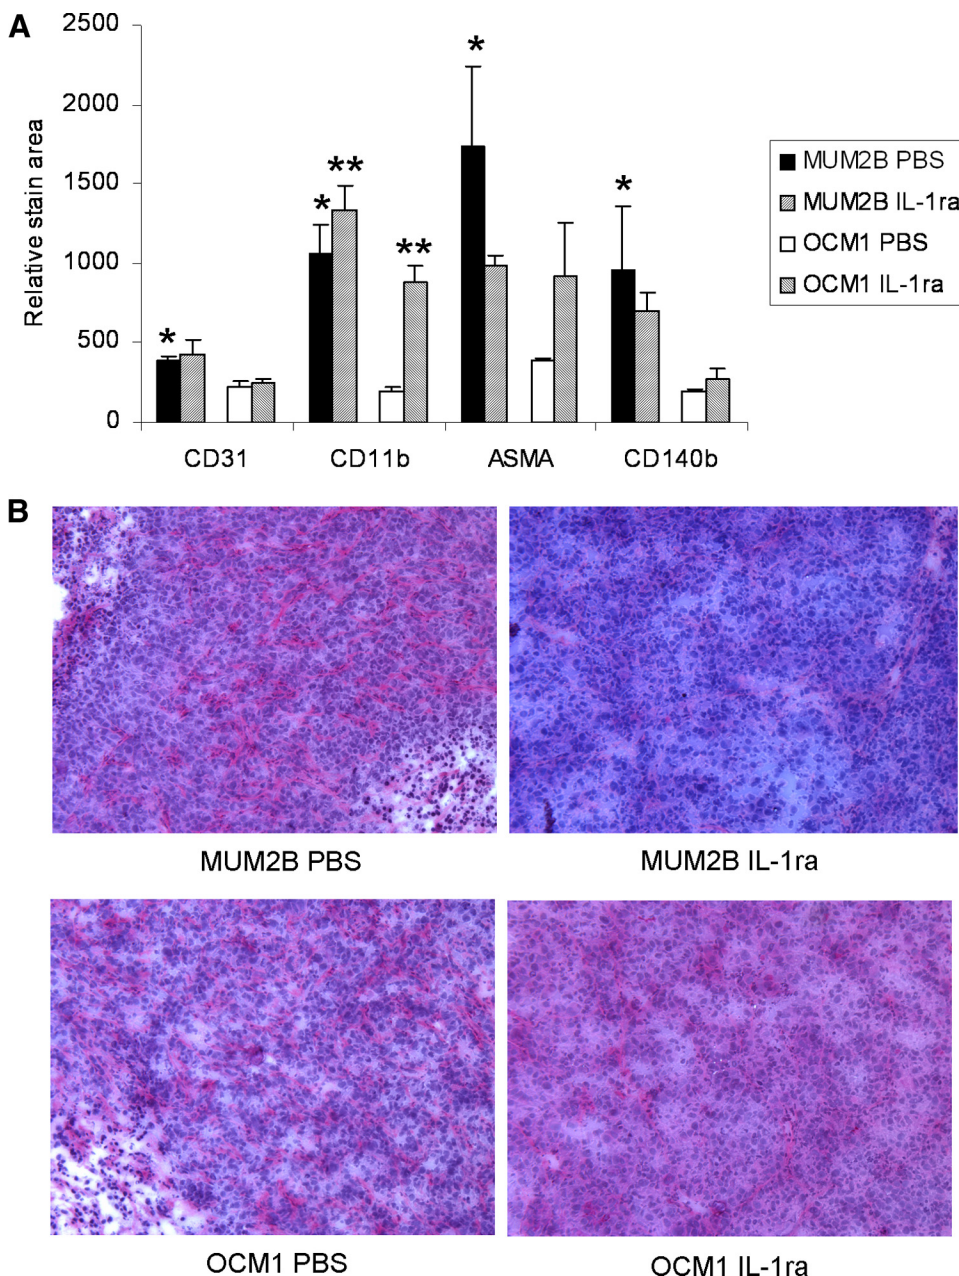 A
Relative stain area
2500
2000
1500
1000
500
0
*
*
**
**
*
*
CD31
CD11b
ASMA
CD140b
MUM2B PBS
MUM2B IL-1ra
OCM1 PBS
OCM1 IL-1ra
B
MUM2B PBS
MUM2B IL-1ra
OCM1 PBS
OCM1 IL-1ra